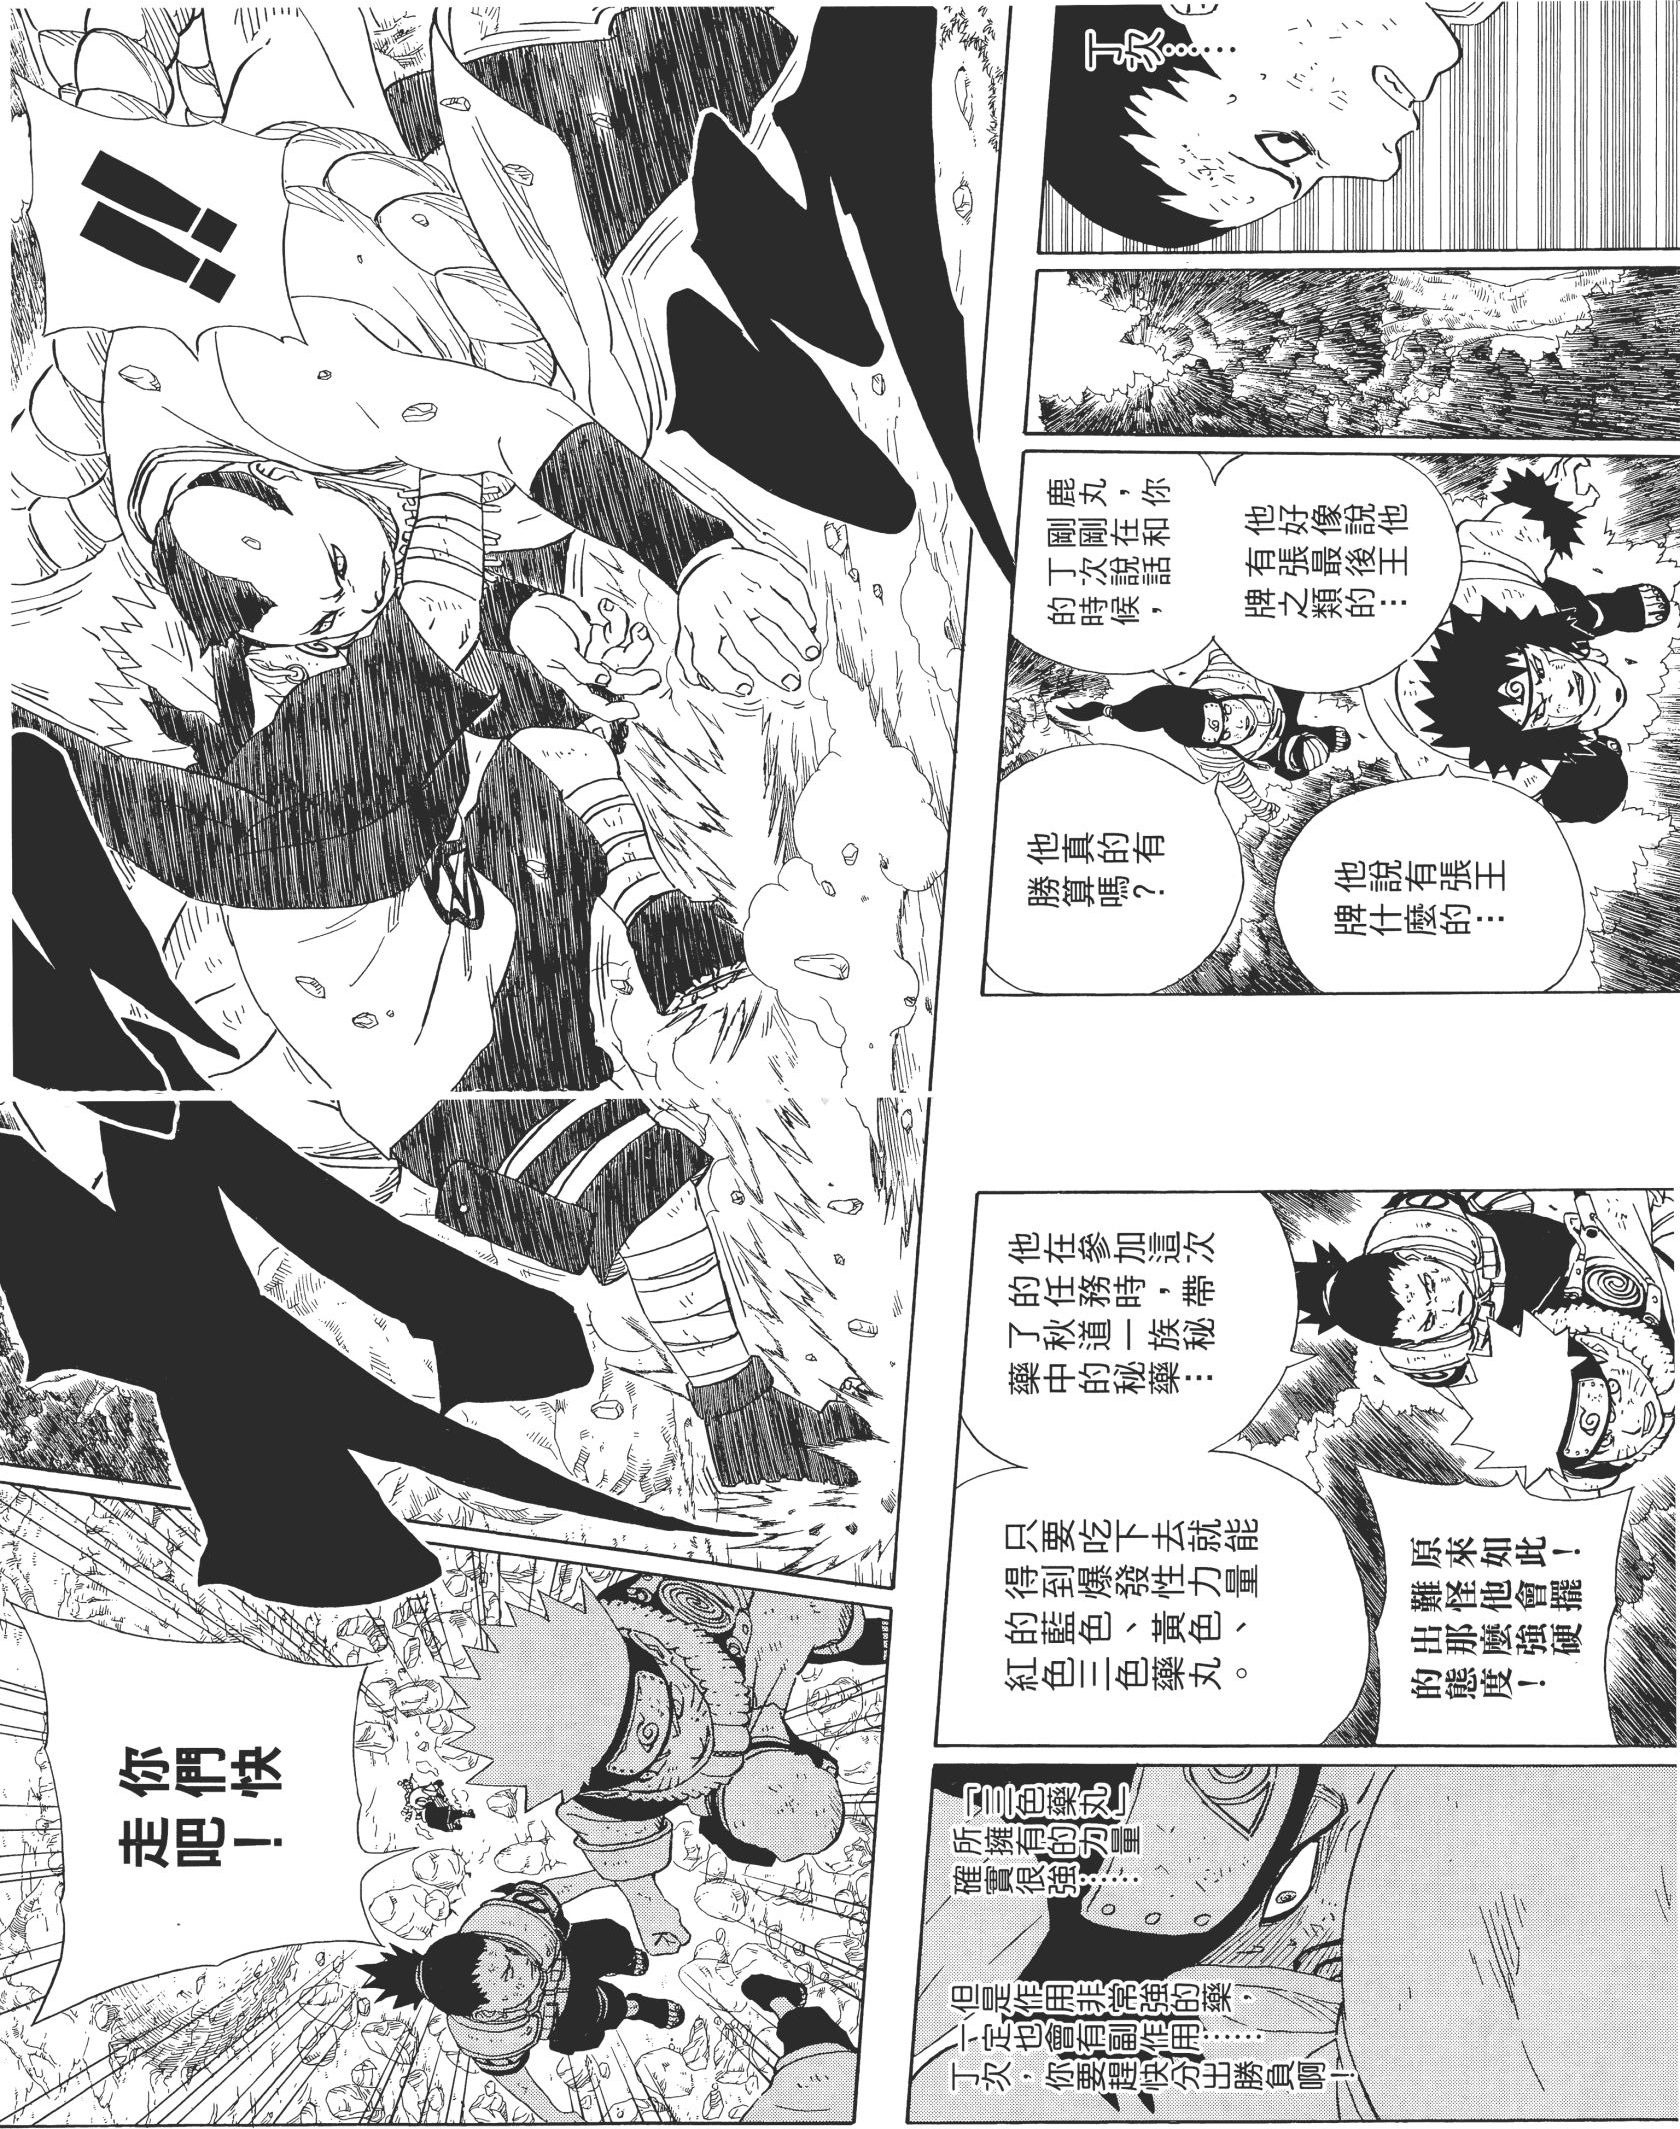 !!
丁次……
鹿丸，你
剛剛在和
丁次說話
的時候，
他好像說他
有張最後王
牌之類的…
他真的有
勝算嗎？
他說有張王
牌什麼的…
你們快
走吧！
他在參加這次
的任務時，帶
了秋道一族秘
藥中的秘藥…
只要吃下去就能
得到爆發性力量
的藍色、黃色、
紅色三色藥丸。
原來如此！
難怪他會擺
出那麼強硬
的態度！
「三色藥丸」
所擁有的力量
確實很強……
但是作用非常強的藥，
一定也會有副作用……
丁次，你要趕快分出勝負啊！